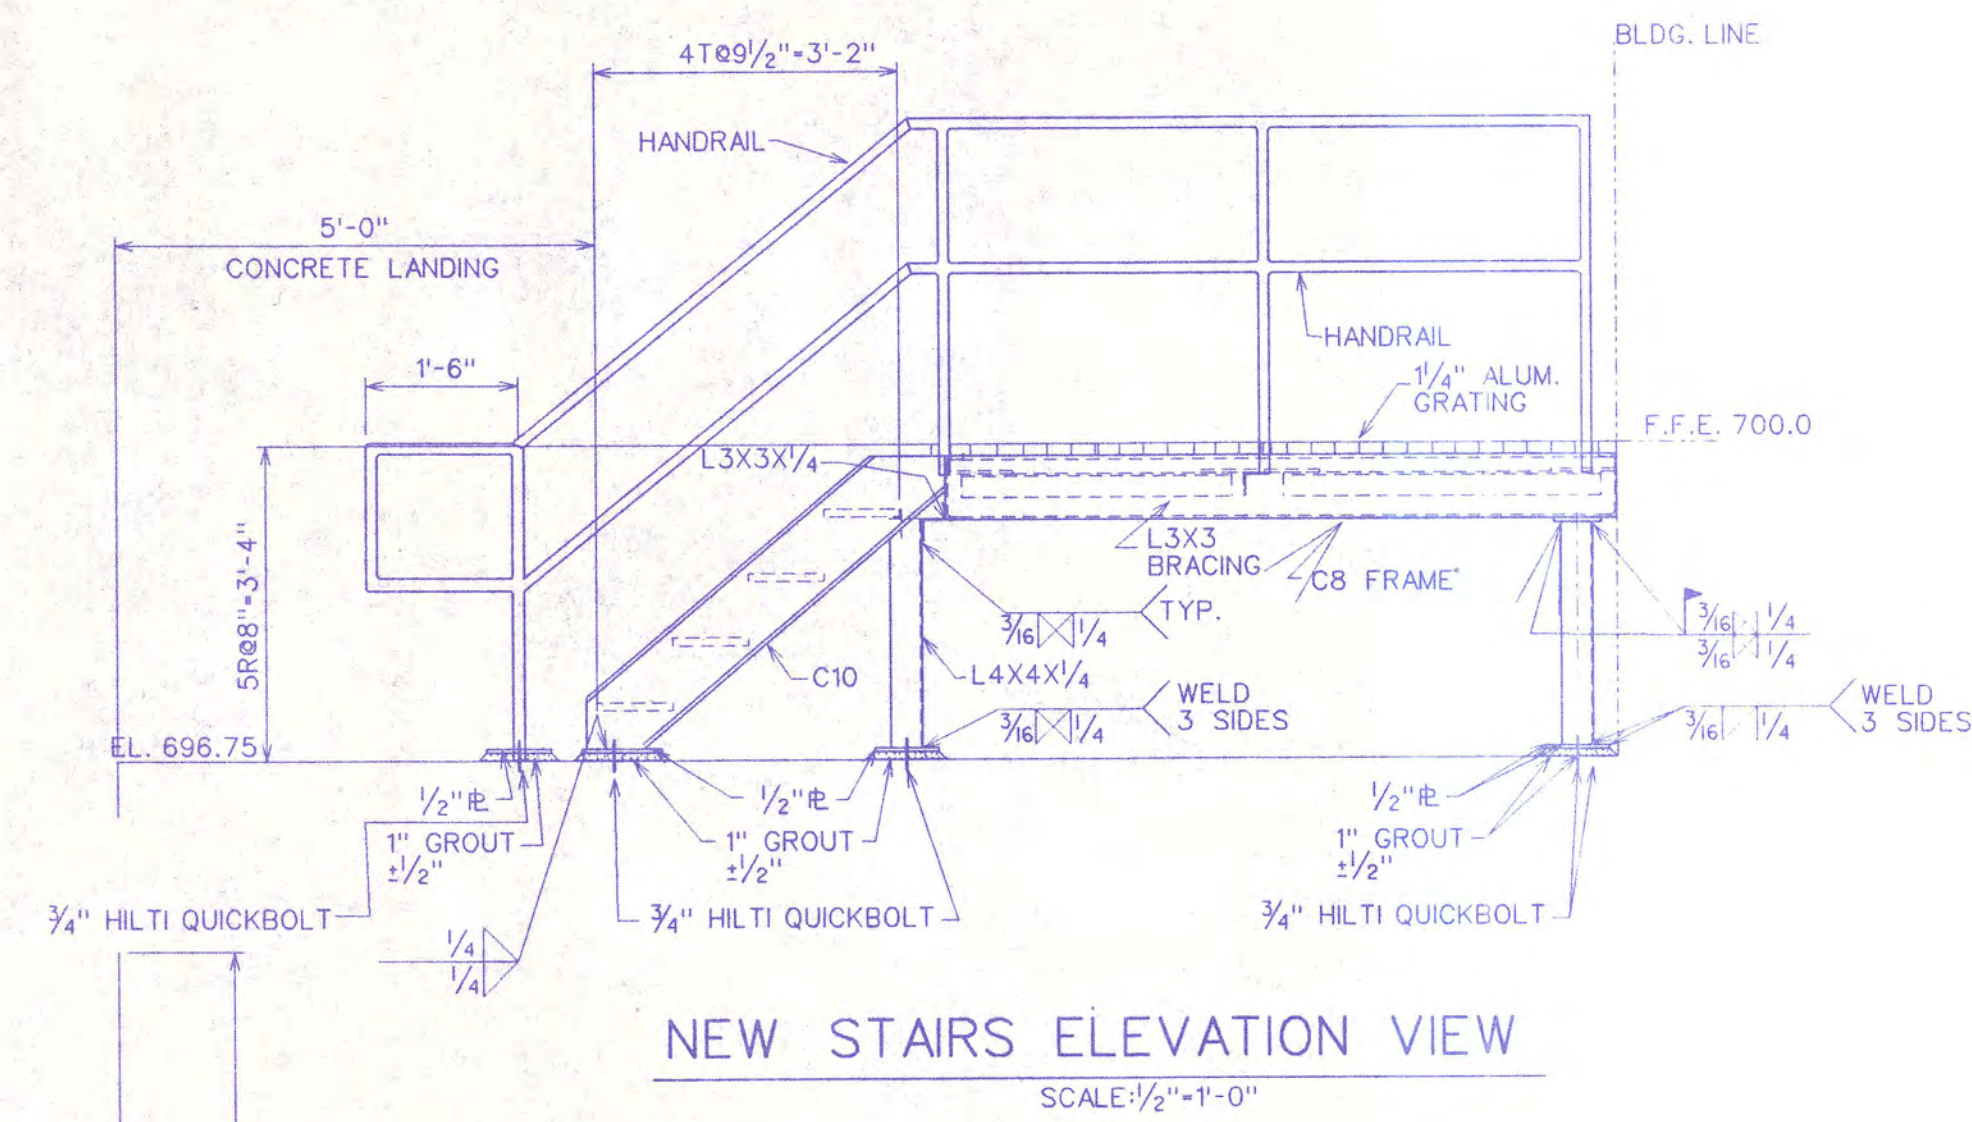 BLDG. LINE
4T@9 1/2"=3'-2"
HANDRAIL
5'-0"
CONCRETE LANDING
HANDRAIL
1'-6"
1 1/4" ALUM.
GRATING
F.F.E. 700.0
L3X3X1/4
5R@8"=3'-4"
L3X3
BRACING
C8 FRAME
TYP.
3/16 1/4
3/16 1/4
3/16 1/4
C10
L4X4X1/4
WELD
3 SIDES
3/16 1/4
WELD
3 SIDES
3/16 1/4
EL. 696.75
1/2" PL
1" GROUT
±1/2"
3/4" HILTI QUICKBOLT
1/2" PL
1" GROUT
±1/2"
3/4" HILTI QUICKBOLT
1/2" PL
1" GROUT
±1/2"
3/4" HILTI QUICKBOLT
1/4
1/4
NEW STAIRS ELEVATION VIEW
SCALE:1/2"=1'-0"